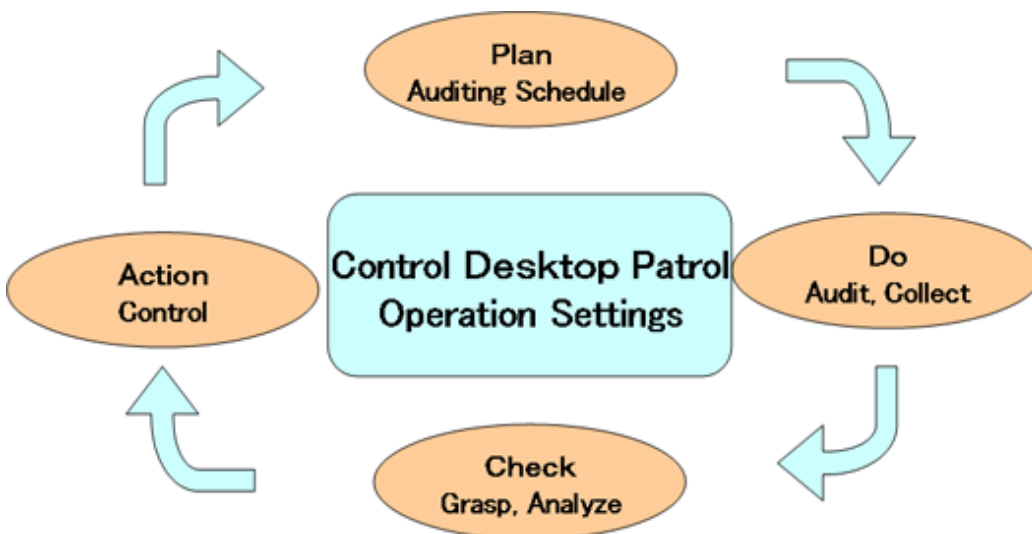 Plan
Auditing Schedule
Control Desktop Patrol
Operation Settings
Do
Audit, Collect
Action
Control
Check
Grasp, Analyze